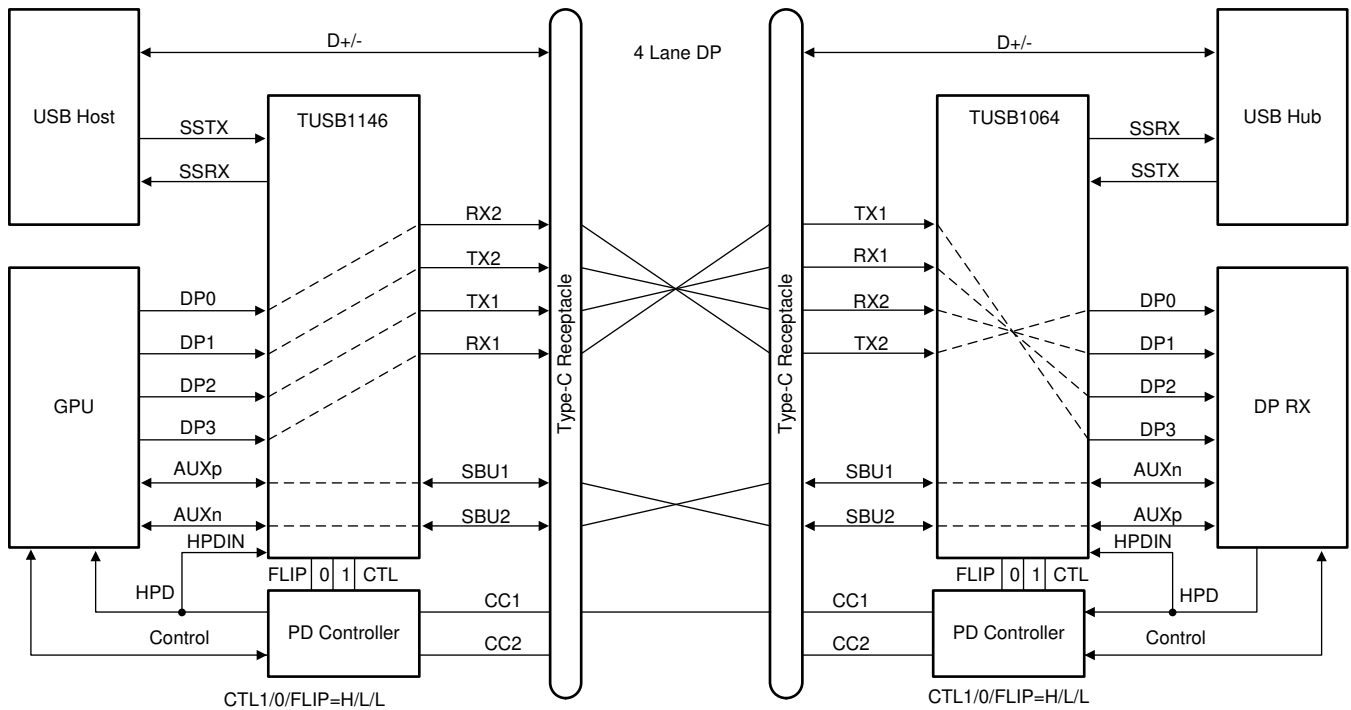 D+/-
4 Lane DP
D+/-
USB Host
TUSB1146
TUSB1064
USB Hub
SSTX
SSRX
SSRX
SSTX
RX2
TX1
TX2
RX1
TX1
RX2
RX1
TX2
DP0
DP1
DP2
DP3
DP0
DP1
DP2
DP3
GPU
DP RX
Type-C Receptacle
Type-C Receptacle
AUXp
SBU1
SBU1
AUXn
AUXn
SBU2
SBU2
AUXp
HPDIN
HPDIN
FLIP 0 1 CTL
FLIP 0 1 CTL
HPD
CC1
CC1
HPD
Control
PD Controller
PD Controller
Control
CC2
CC2
CTL1/0/FLIP=H/L/L
CTL1/0/FLIP=H/L/L